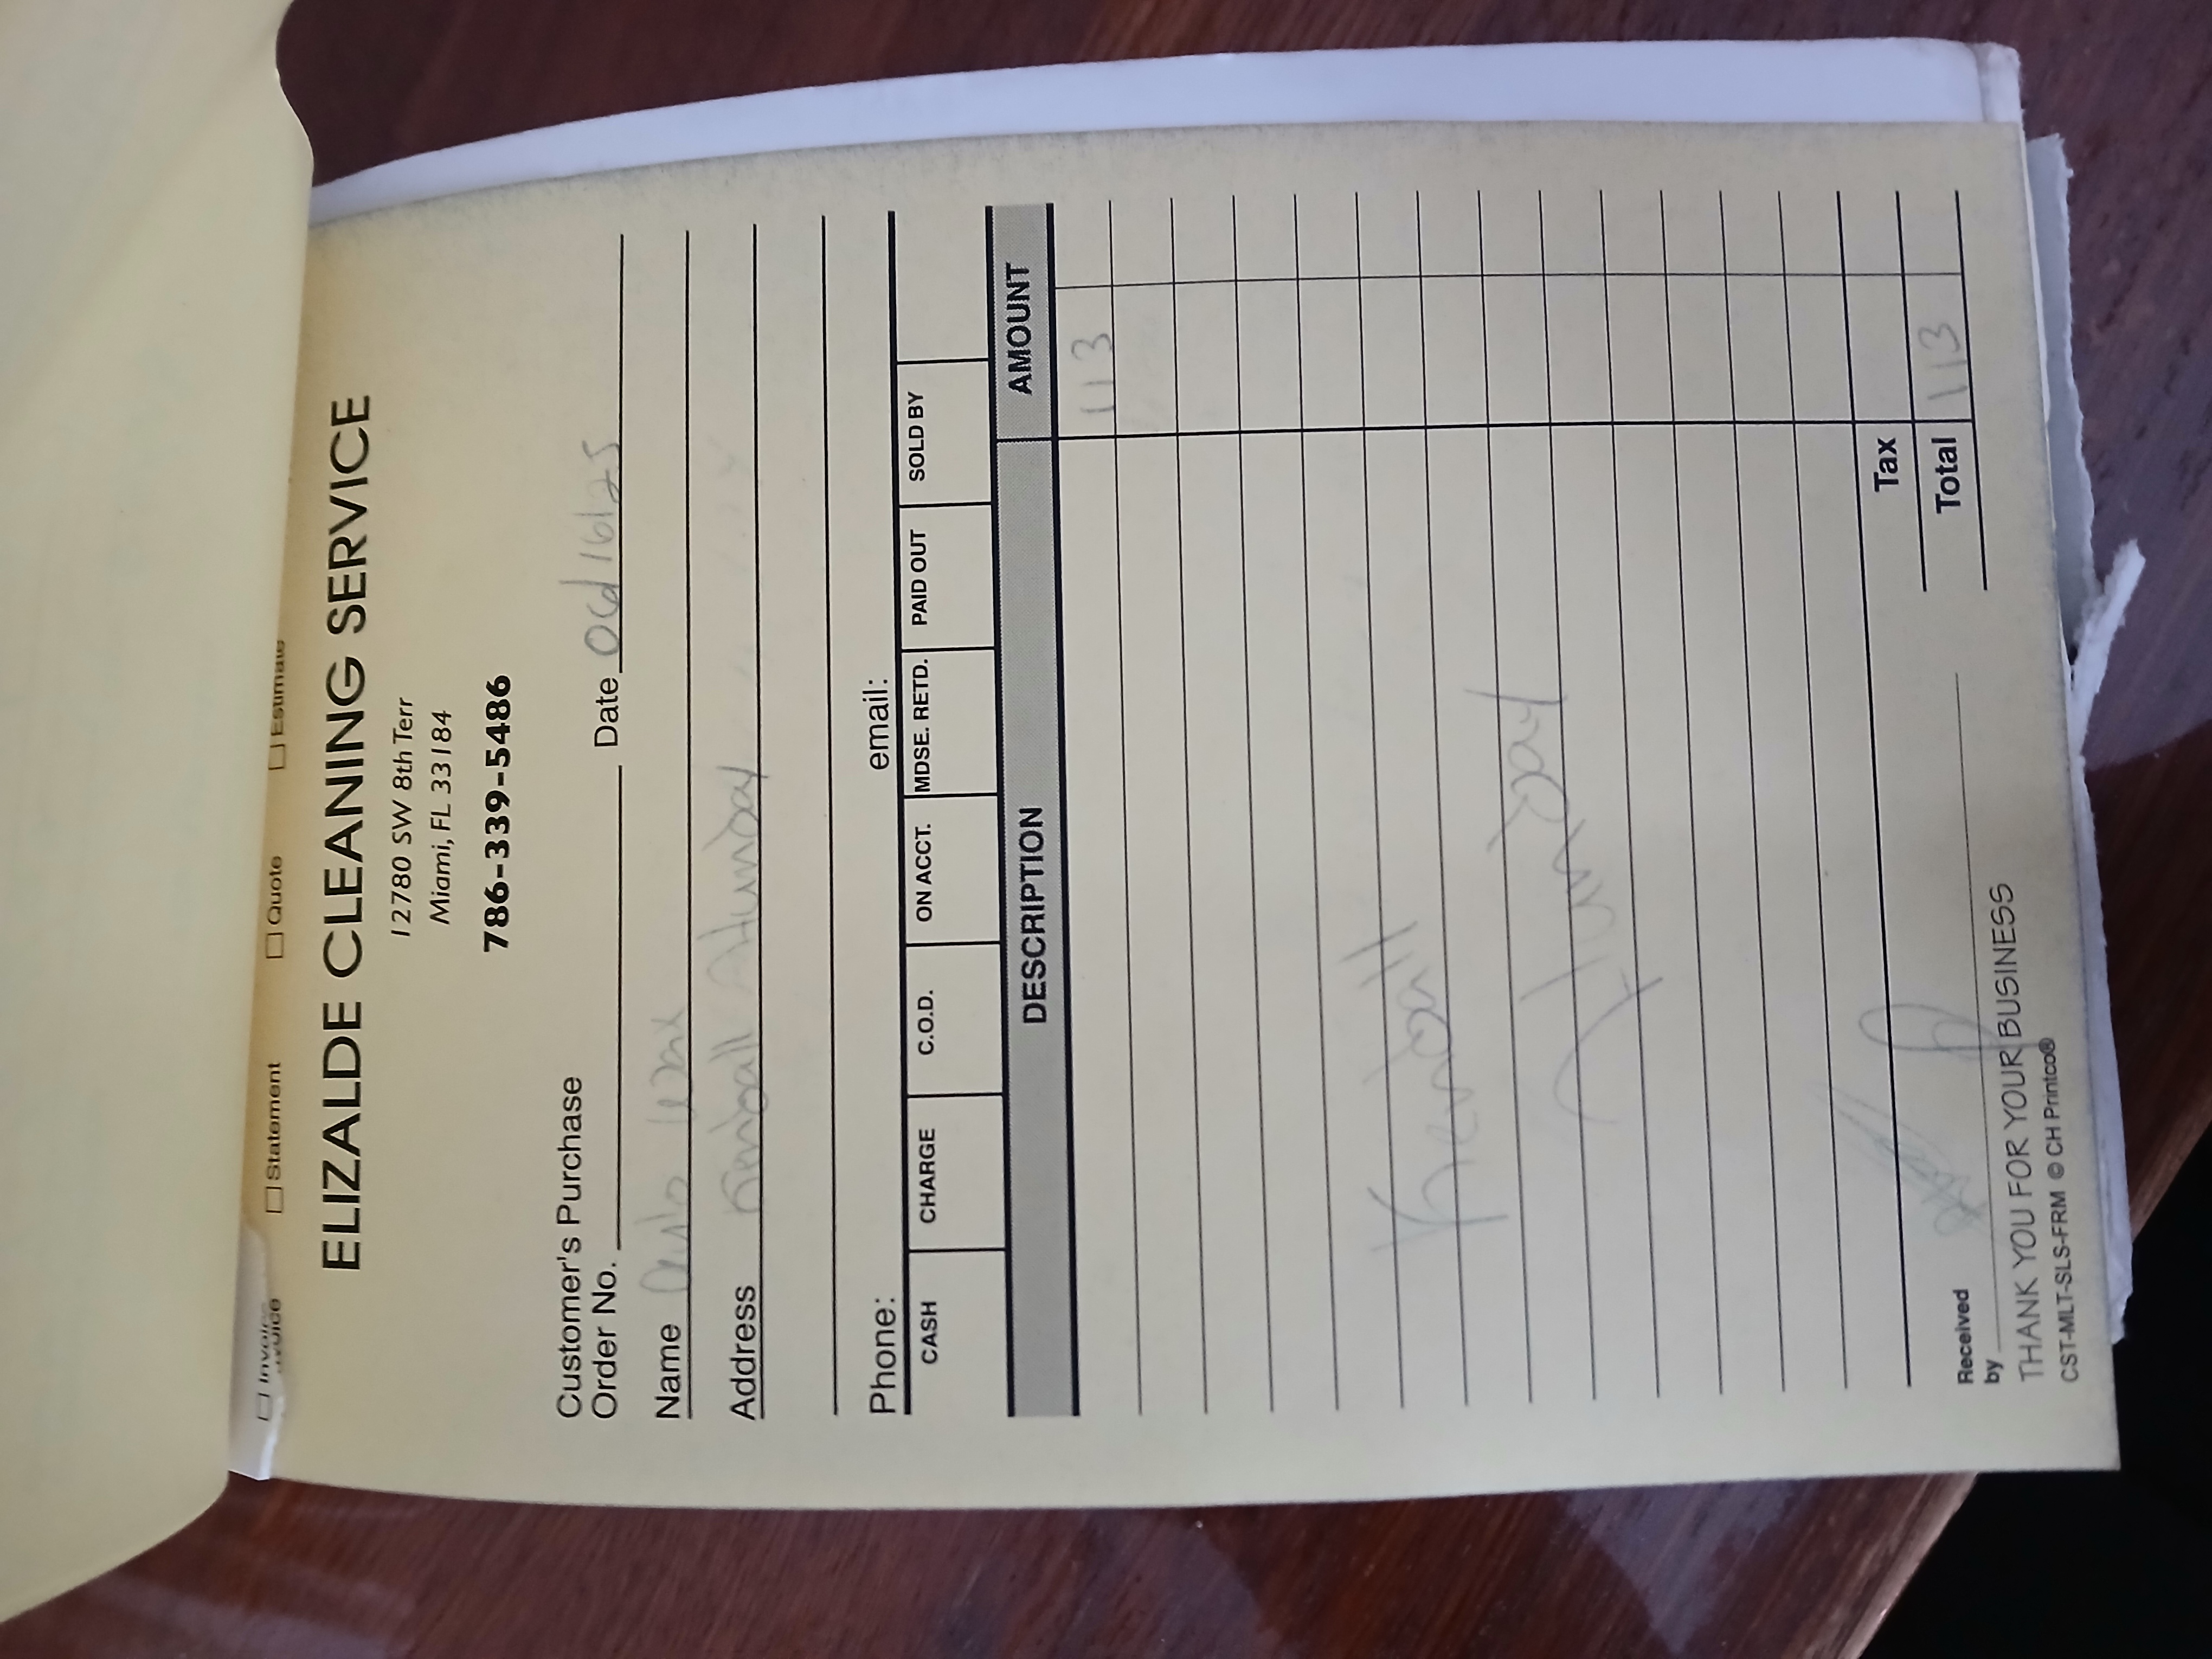 ☐ Invoice ☐ Statement ☐ Quote ☐ Estimate
ELIZALDE CLEANING SERVICE
12780 SW 8th Terr
Miami, FL 33184
786-339-5486
Customer's Purchase
Order No. Date 16/25
Name
Address Kendall
Phone: email:
CASH CHARGE C.O.D. ON ACCT. MDSE. RETD. PAID OUT SOLD BY
DESCRIPTION AMOUNT
113
Kendall
Tax
Total 113
Received
by
THANK YOU FOR YOUR BUSINESS
CST-MLT-SLS-FRM © CH Printco®